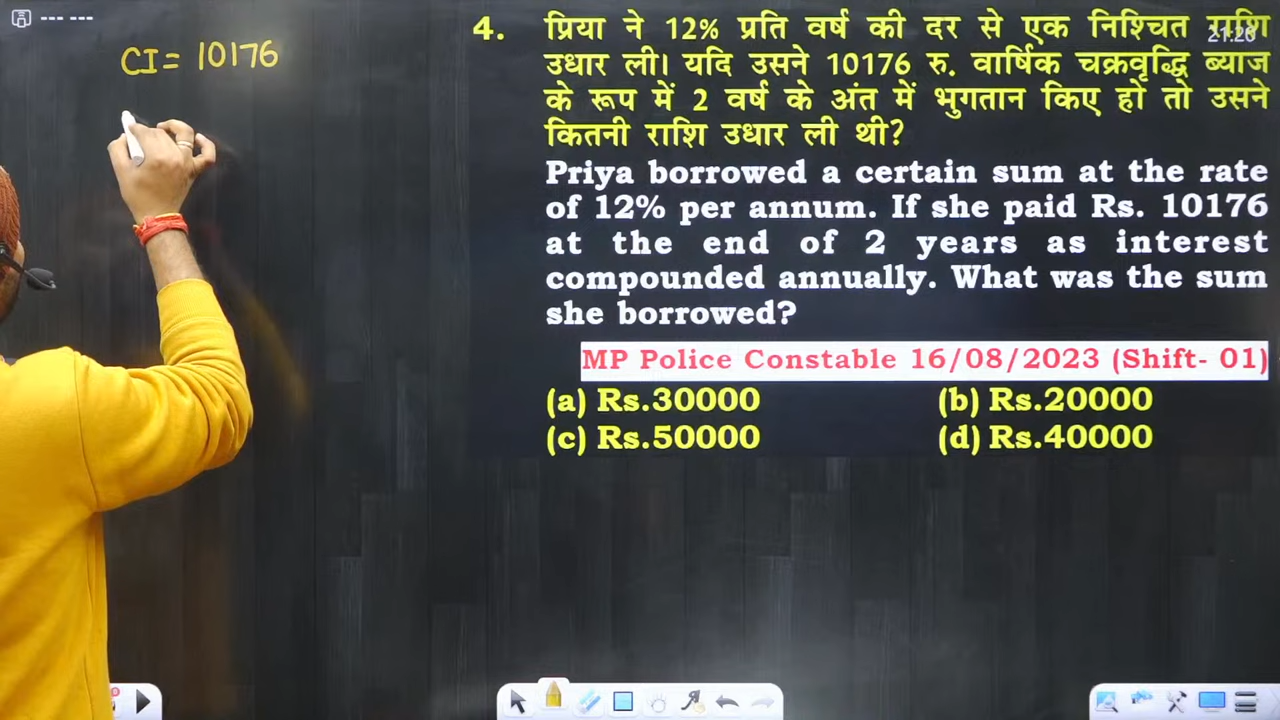 CI = 10176
4. प्रिया ने 12% प्रति वर्ष की दर से एक निश्चित राशि
उधार ली। यदि उसने 10176 रु. वार्षिक चक्रवृद्धि ब्याज
के रूप में 2 वर्ष के अंत में भुगतान किए हों तो उसने
कितनी राशि उधार ली थी?
Priya borrowed a certain sum at the rate
of 12% per annum. If she paid Rs. 10176
at the end of 2 years as interest
compounded annually. What was the sum
she borrowed?
MP Police Constable 16/08/2023 (Shift- 01)
(a) Rs.30000 (b) Rs.20000
(c) Rs.50000 (d) Rs.40000